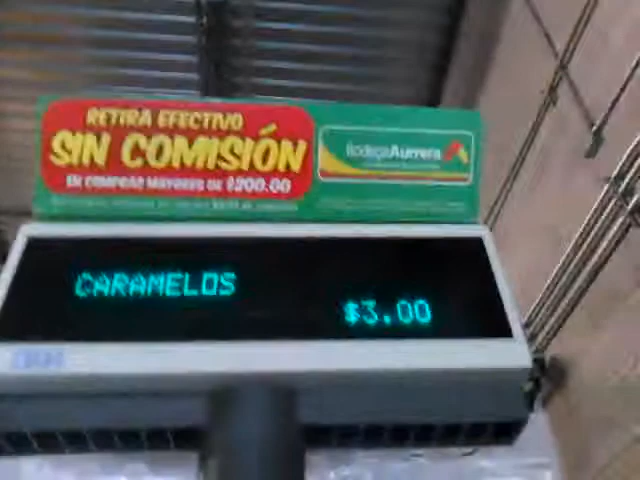 RETIRA EFECTIVO
SIN COMISIÓN
EN COMPRAS MAYORES DE $200.00
Bodega Aurrera
CARAMELOS
$3.00